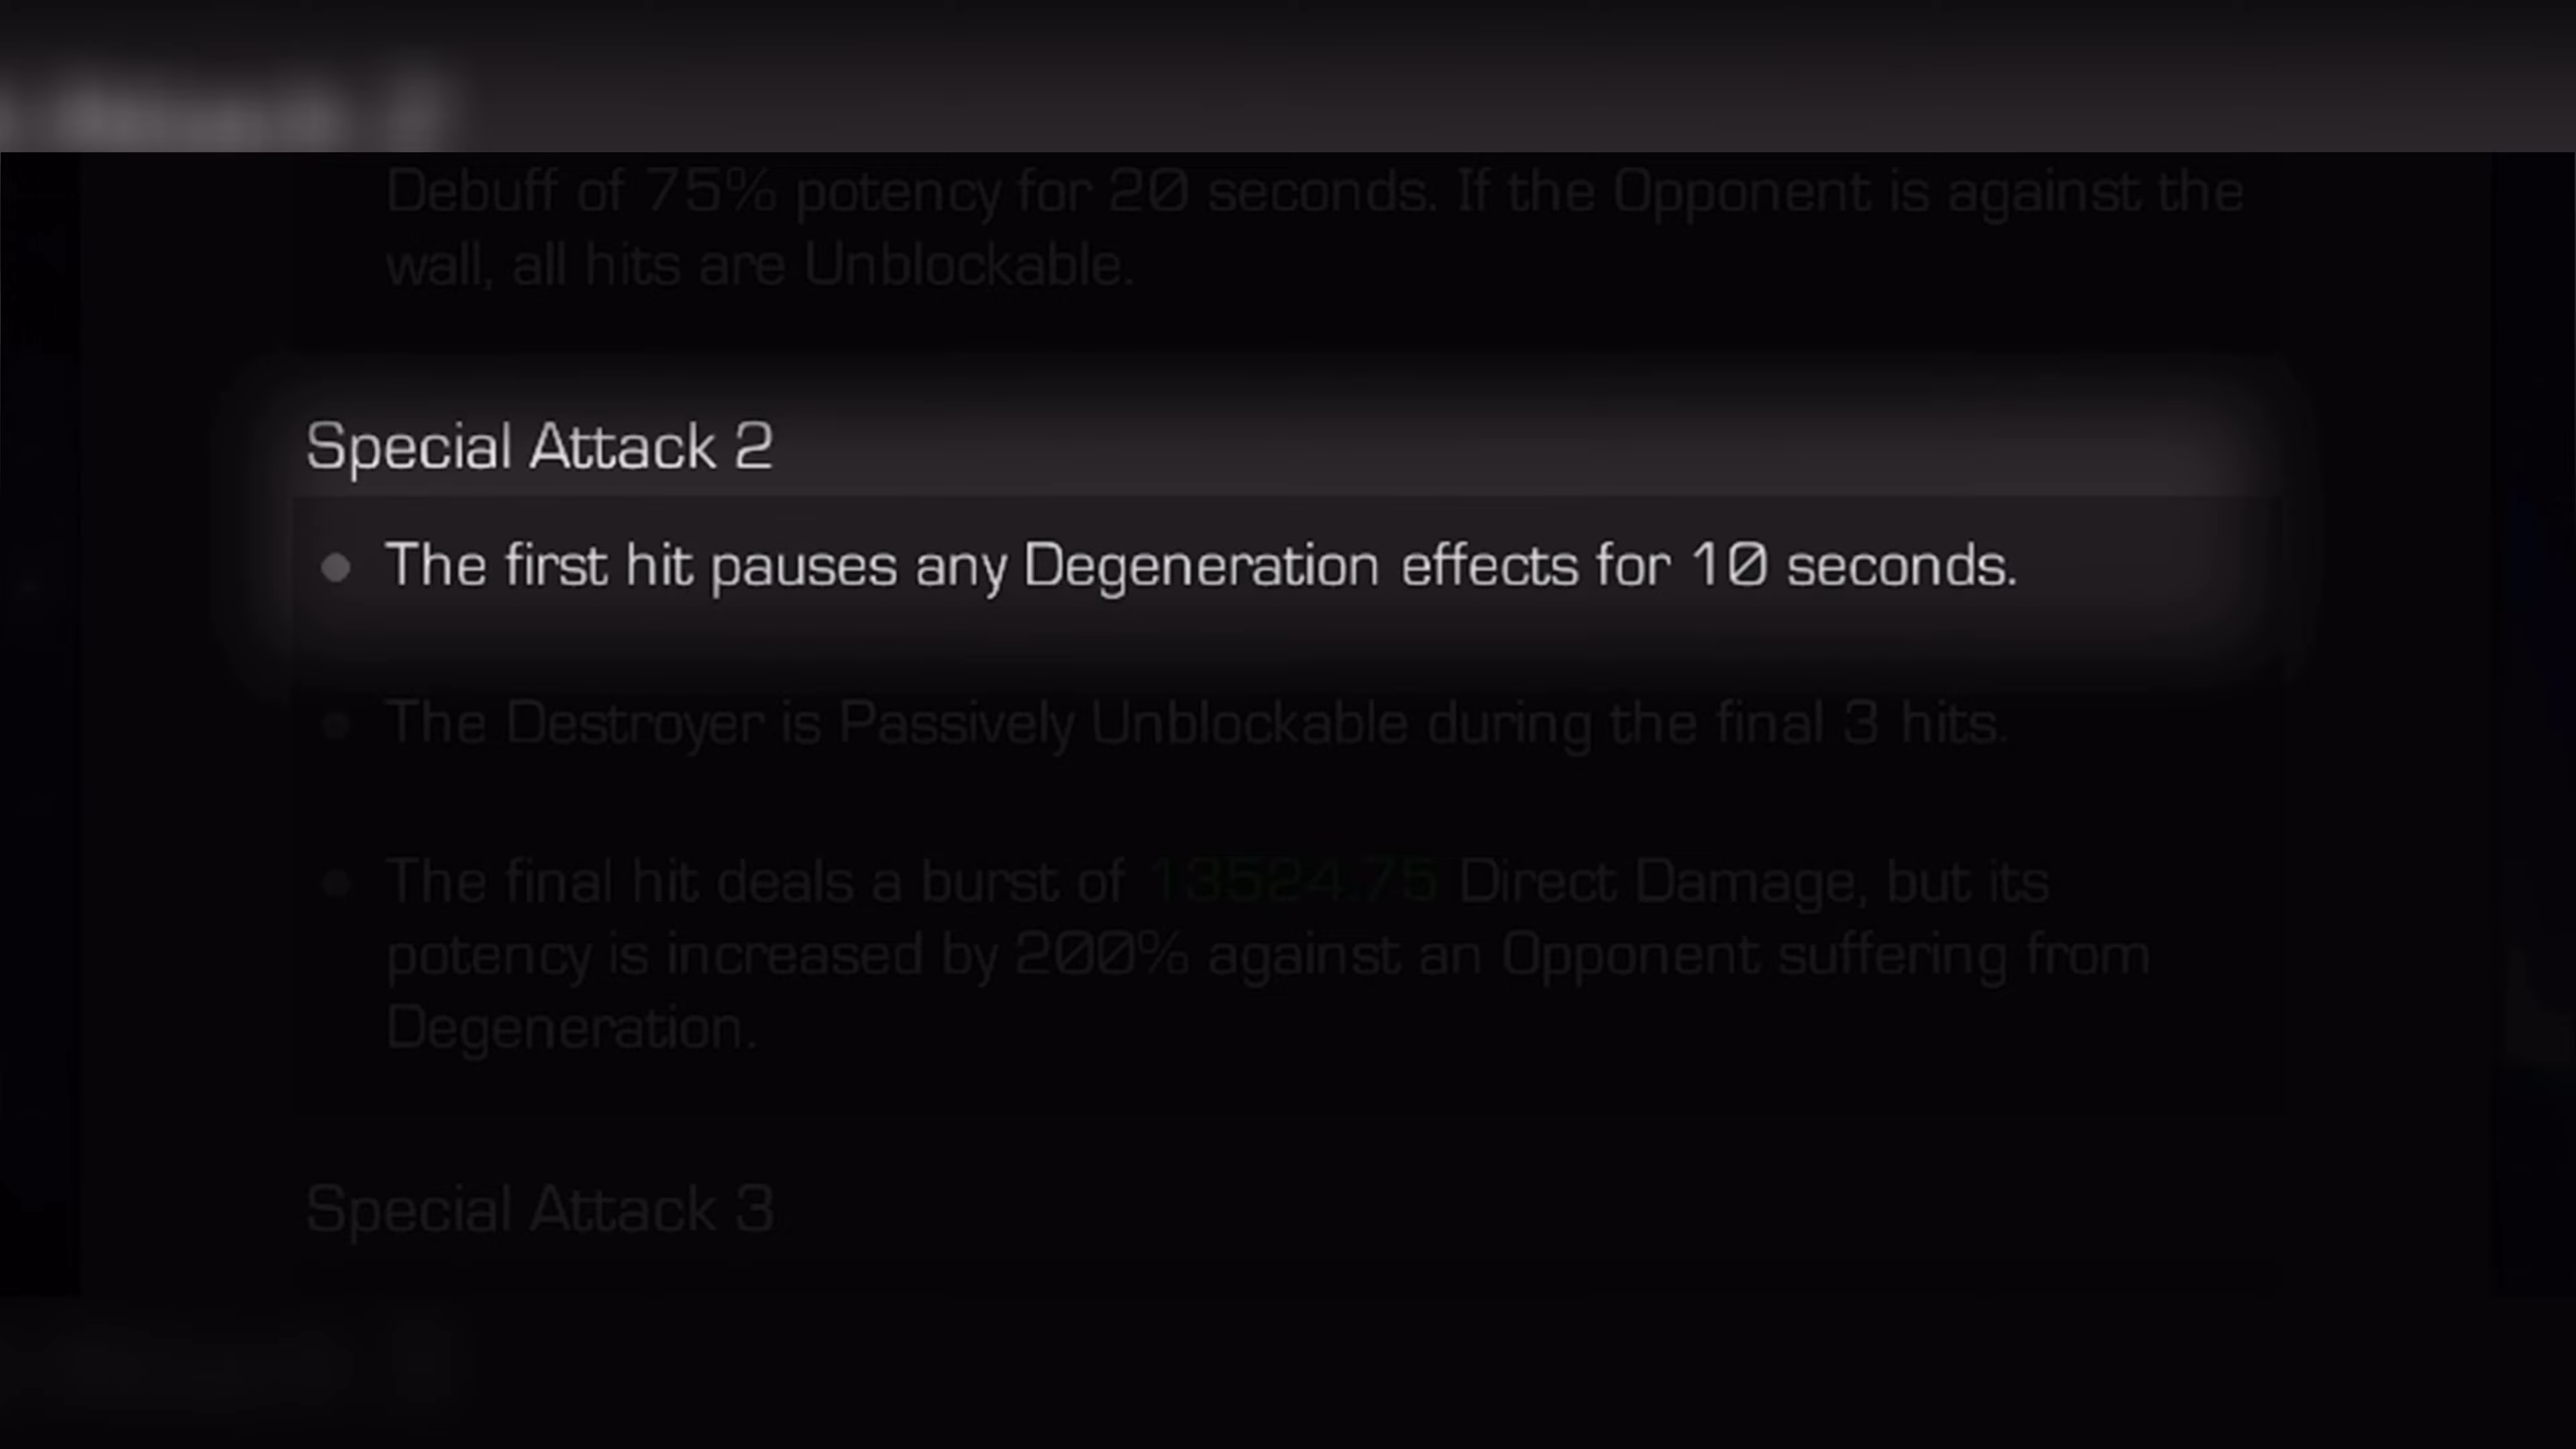 Debuff of 75% potency for 20 seconds. If the Opponent is against the
wall, all hits are Unblockable.
Special Attack 2
• The first hit pauses any Degeneration effects for 10 seconds.
• The Destroyer is Passively Unblockable during the final 3 hits.
• The final hit deals a burst of 13524.75 Direct Damage, but its
potency is increased by 200% against an Opponent suffering from
Degeneration.
Special Attack 3